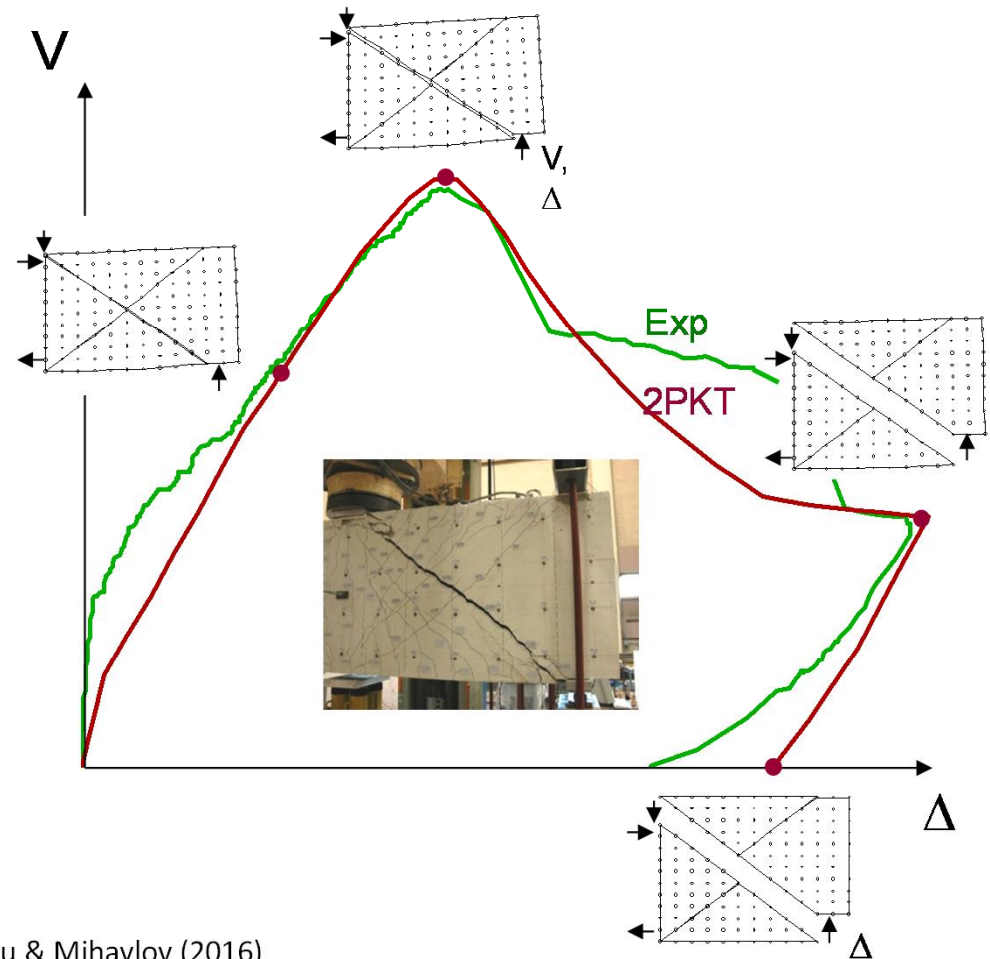 V
V,
Δ
Exp
2PKT
Δ
Δ
u & Mihaylov (2016)